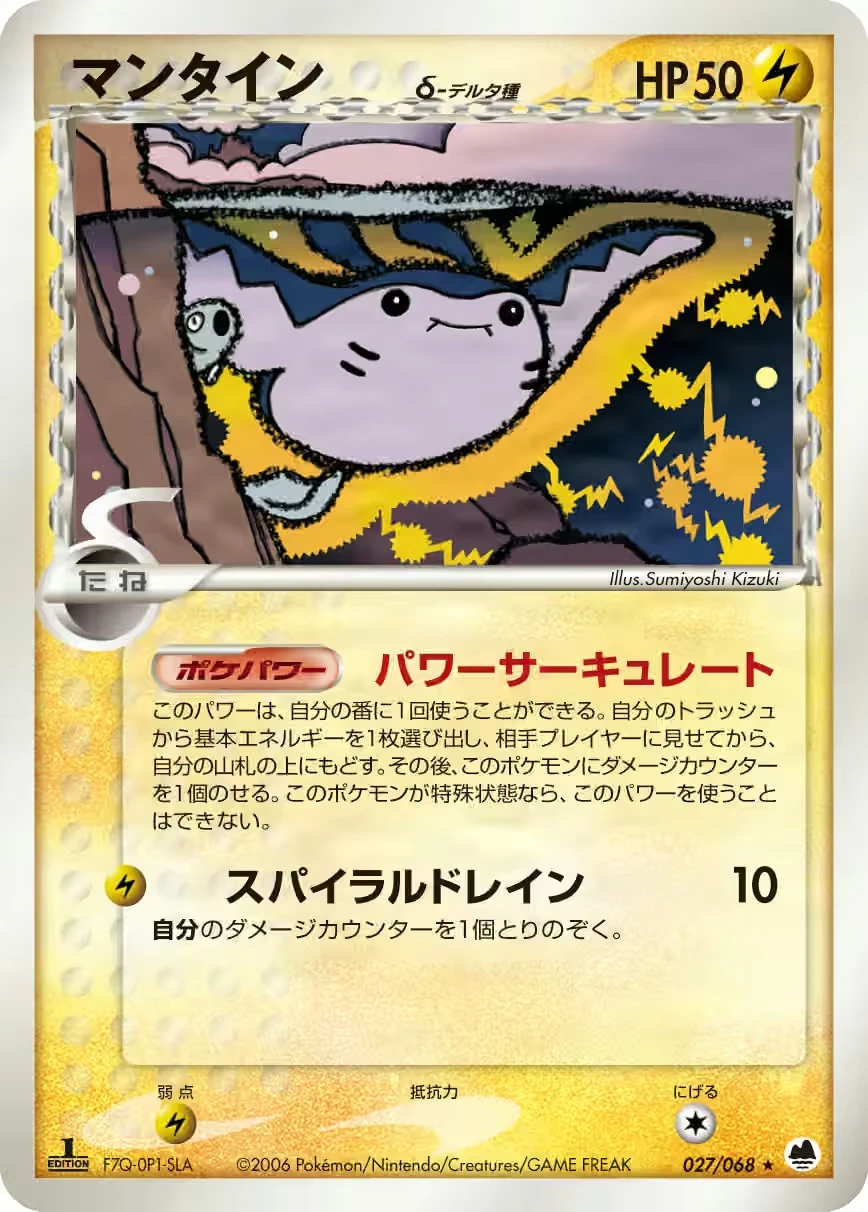 マンタイン δ-デルタ種 HP50
たね
Illus.Sumiyoshi Kizuki
ポケパワー パワーサーキュレート
このパワーは、自分の番に1回使うことができる。自分のトラッシュ
から基本エネルギーを1枚選び出し、相手プレイヤーに見せてから、
自分の山札の上にもどす。その後、このポケモンにダメージカウンター
を1個のせる。このポケモンが特殊状態なら、このパワーを使うこと
はできない。
スパイラルドレイン 10
自分のダメージカウンターを1個とりのぞく。
弱点 抵抗力 にげる
1 EDITION F7Q-0P1-SLA ©2006 Pokémon/Nintendo/Creatures/GAME FREAK 027/068 ★